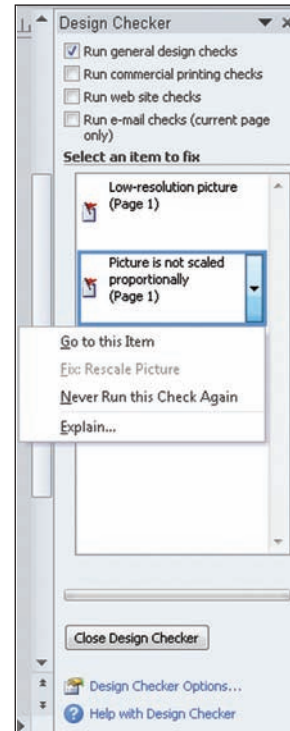 Design Checker
Run general design checks
Run commercial printing checks
Run web site checks
Run e-mail checks (current page
only)
Select an item to fix
Low-resolution picture
(Page 1)
Picture is not scaled
proportionally
(Page 1)
Go to this Item
Fix: Rescale Picture
Never Run this Check Again
Explain...
Close Design Checker
Design Checker Options...
Help with Design Checker